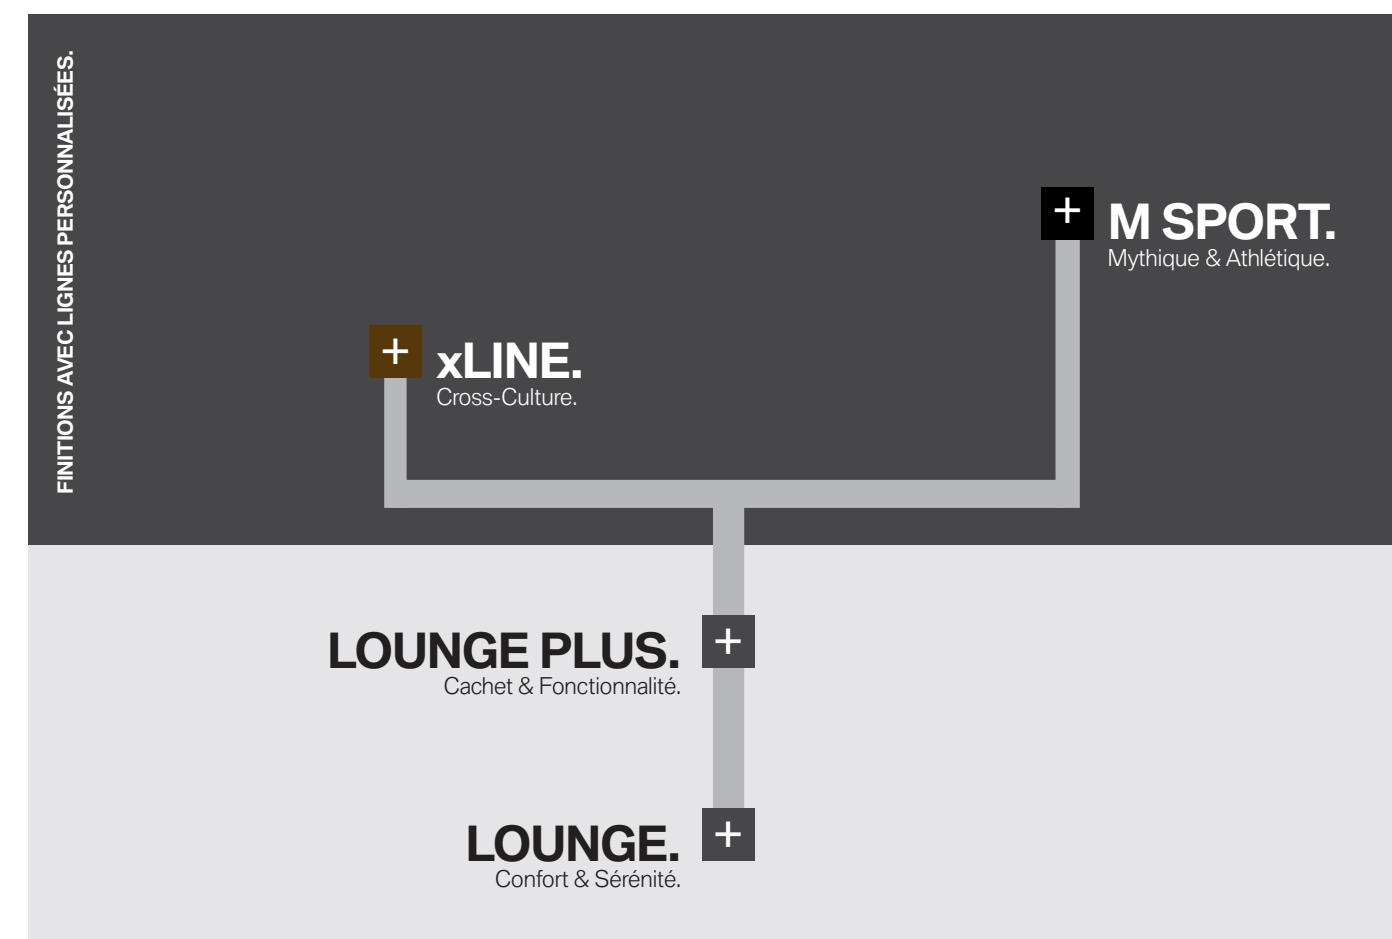 FINITIONS AVEC LIGNES PERSONNALISÉES.
M SPORT.
Mythique & Athlétique.
xLINE.
Cross-Culture.
LOUNGE PLUS.
Cachet & Fonctionnalité.
LOUNGE.
Confort & Sérénité.